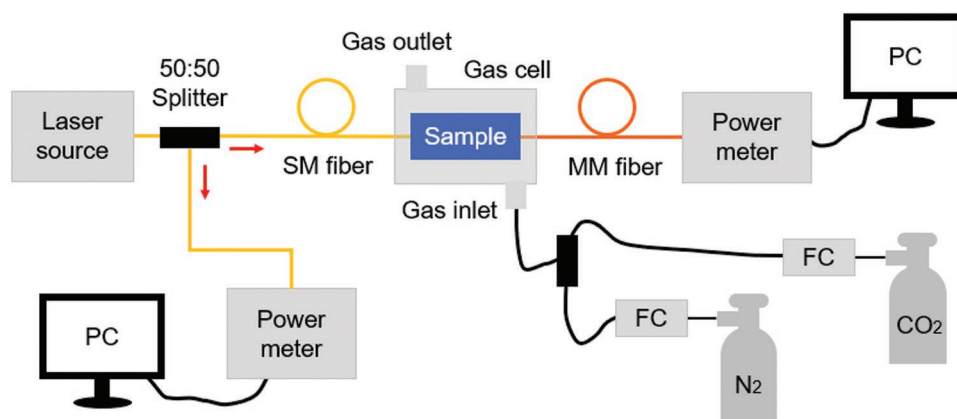 Gas outlet
PC
50:50
Splitter
Gas cell
Laser
source
Sample
Power
meter
SM fiber
MM fiber
Gas inlet
FC
CO₂
PC
Power
meter
FC
N₂